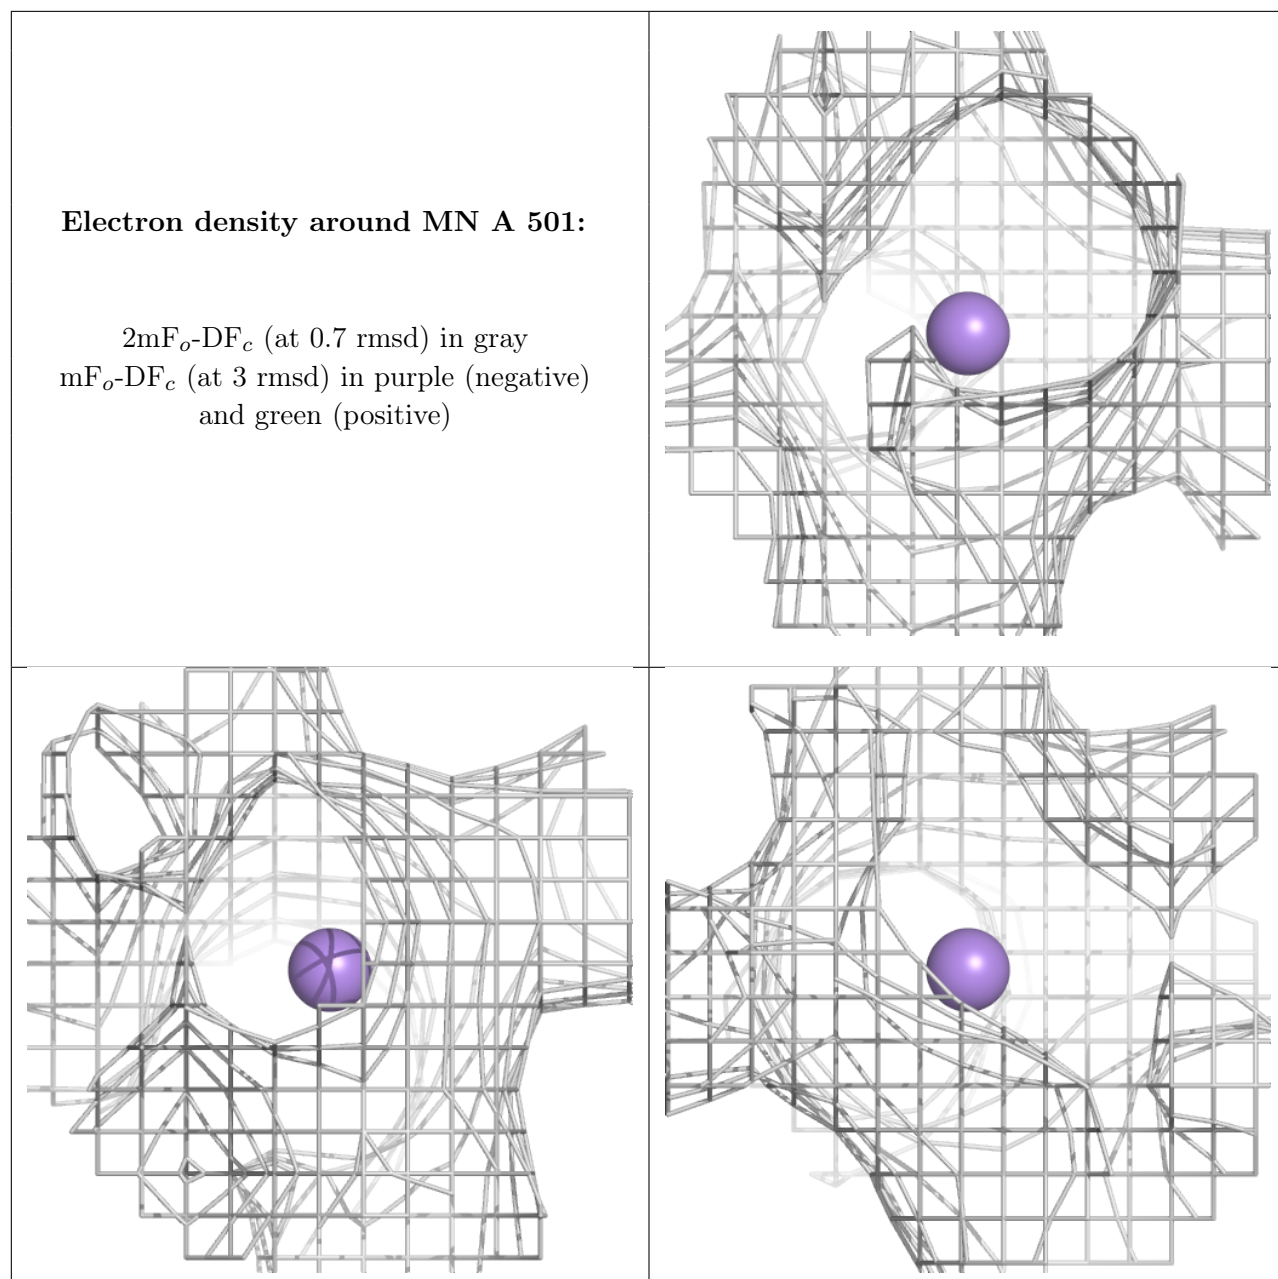 Electron density around MN A 501:
2mFo-DFc (at 0.7 rmsd) in gray
mFo-DFc (at 3 rmsd) in purple (negative)
and green (positive)